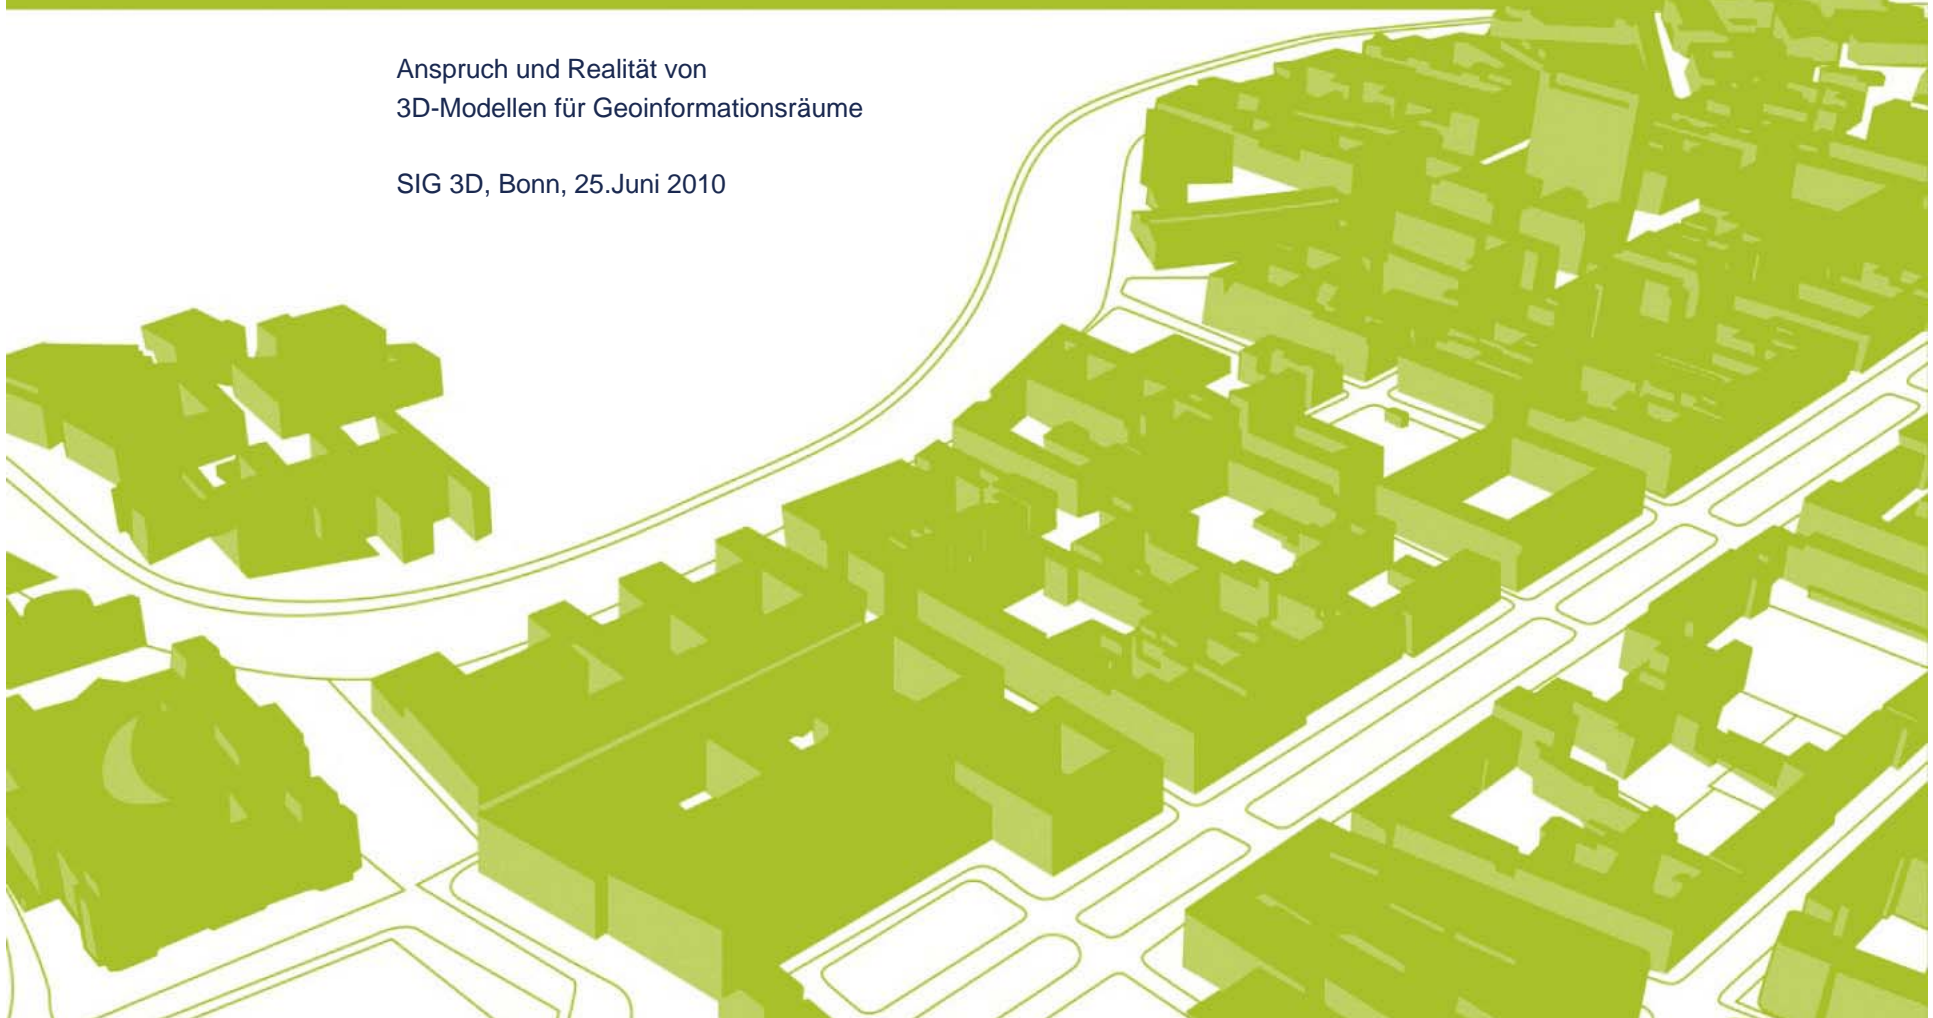 Anspruch und Realität von
3D-Modellen für Geoinformationsräume
SIG 3D, Bonn, 25.Juni 2010